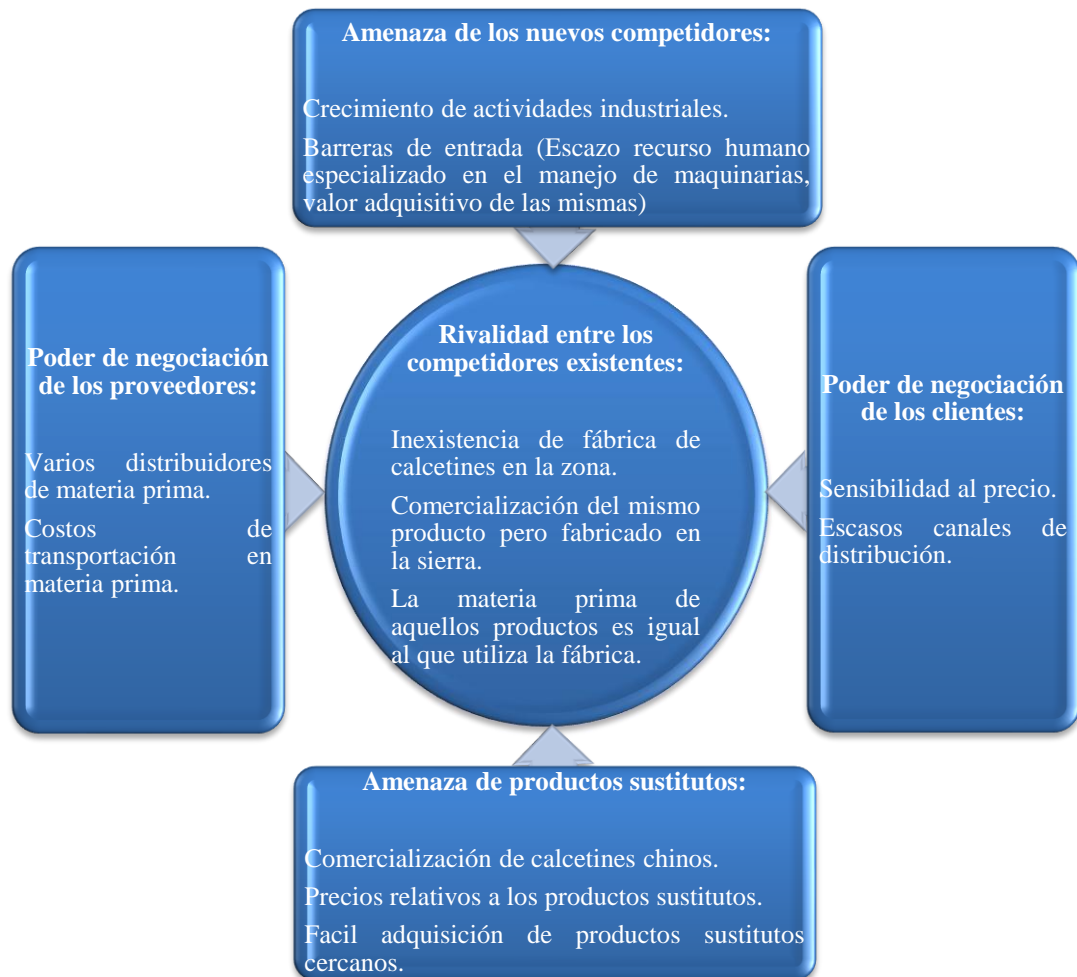 Amenaza de los nuevos competidores:
Crecimiento de actividades industriales.
Barreras de entrada (Escazo recurso humano
especializado en el manejo de maquinarias,
valor adquisitivo de las mismas)
Poder de negociación
de los proveedores:
Varios distribuidores
de materia prima.
Costos de
transportación en
materia prima.
Rivalidad entre los
competidores existentes:
Inexistencia de fábrica de
calcetines en la zona.
Comercialización del mismo
producto pero fabricado en
la sierra.
La materia prima de
aquellos productos es igual
al que utiliza la fábrica.
Poder de negociación
de los clientes:
Sensibilidad al precio.
Escasos canales de
distribución.
Amenaza de productos sustitutos:
Comercialización de calcetines chinos.
Precios relativos a los productos sustitutos.
Facil adquisición de productos sustitutos
cercanos.